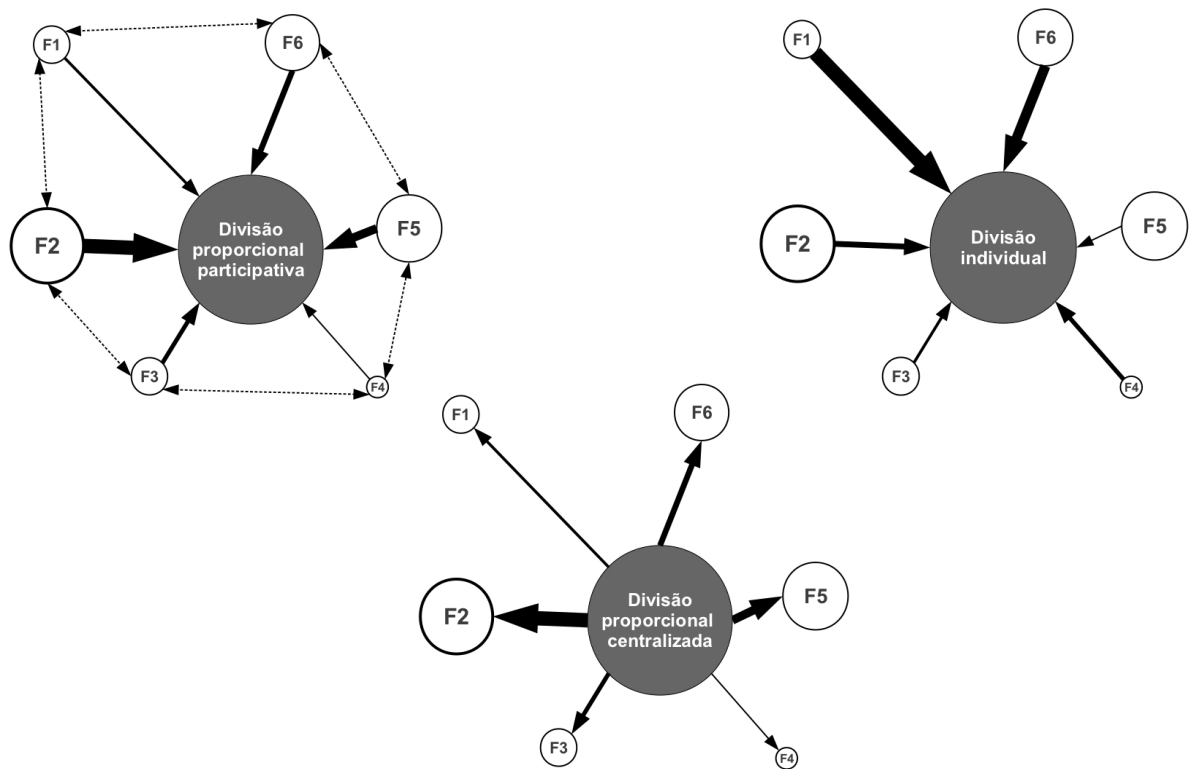 F1
F6
F2
Divisão
proporcional
participativa
F5
F3
F4
F1
F6
F2
Divisão
individual
F5
F3
F4
F1
F6
F2
Divisão
proporcional
centralizada
F5
F3
F4